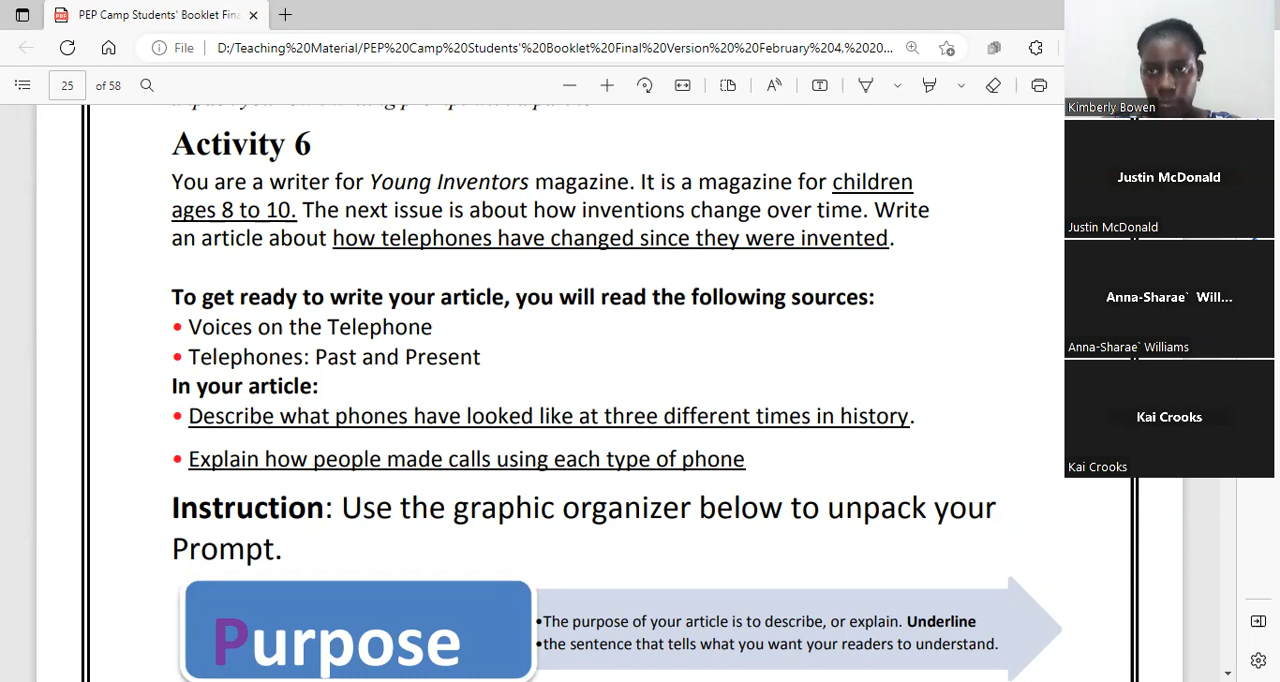 PEP Camp Students' Booklet Fina
File
D:/Teaching%20Material/PEP%20Camp%20Students'%20Booklet%20Final%20Version%20%20February%204,%2020...
25
of 58
Activity 6
You are a writer for Young Inventors magazine. It is a magazine for children
ages 8 to 10. The next issue is about how inventions change over time. Write
an article about how telephones have changed since they were invented.
To get ready to write your article, you will read the following sources:
• Voices on the Telephone
• Telephones: Past and Present
In your article:
• Describe what phones have looked like at three different times in history.
• Explain how people made calls using each type of phone
Instruction: Use the graphic organizer below to unpack your
Prompt.
Purpose
•The purpose of your article is to describe, or explain. Underline
•the sentence that tells what you want your readers to understand.
Kimberly Bowen
Justin McDonald
Justin McDonald
Anna-Sharae` Will...
Anna-Sharae` Williams
Kai Crooks
Kai Crooks